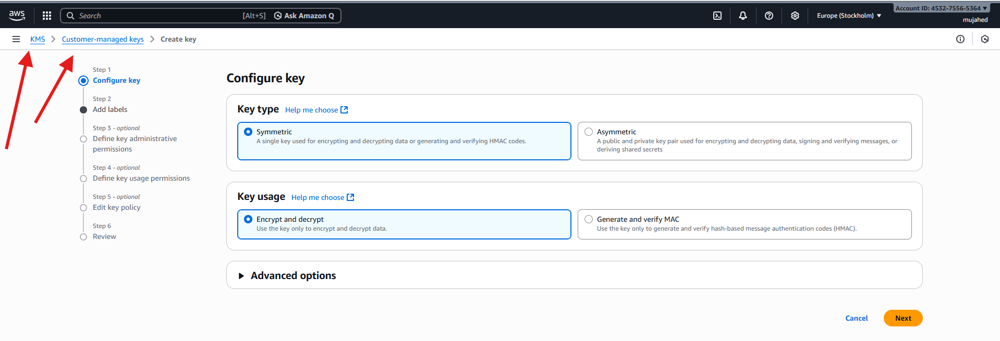 aws
Search [Alt+S] Ask Amazon Q
Europe (Stockholm)
Account ID: 4532-7556-5364
mujahed
KMS > Customer-managed keys > Create key
Step 1
Configure key
Step 2
Add labels
Step 3 - optional
Define key administrative
permissions
Step 4 - optional
Define key usage permissions
Step 5 - optional
Edit key policy
Step 6
Review
Configure key
Key type Help me choose
Symmetric
A single key used for encrypting and decrypting data or generating and verifying HMAC codes.
Asymmetric
A public and private key pair used for encrypting and decrypting data, signing and verifying messages, or
deriving shared secrets
Key usage Help me choose
Encrypt and decrypt
Use the key only to encrypt and decrypt data.
Generate and verify MAC
Use the key only to generate and verify hash-based message authentication codes (HMAC).
Advanced options
Cancel Next